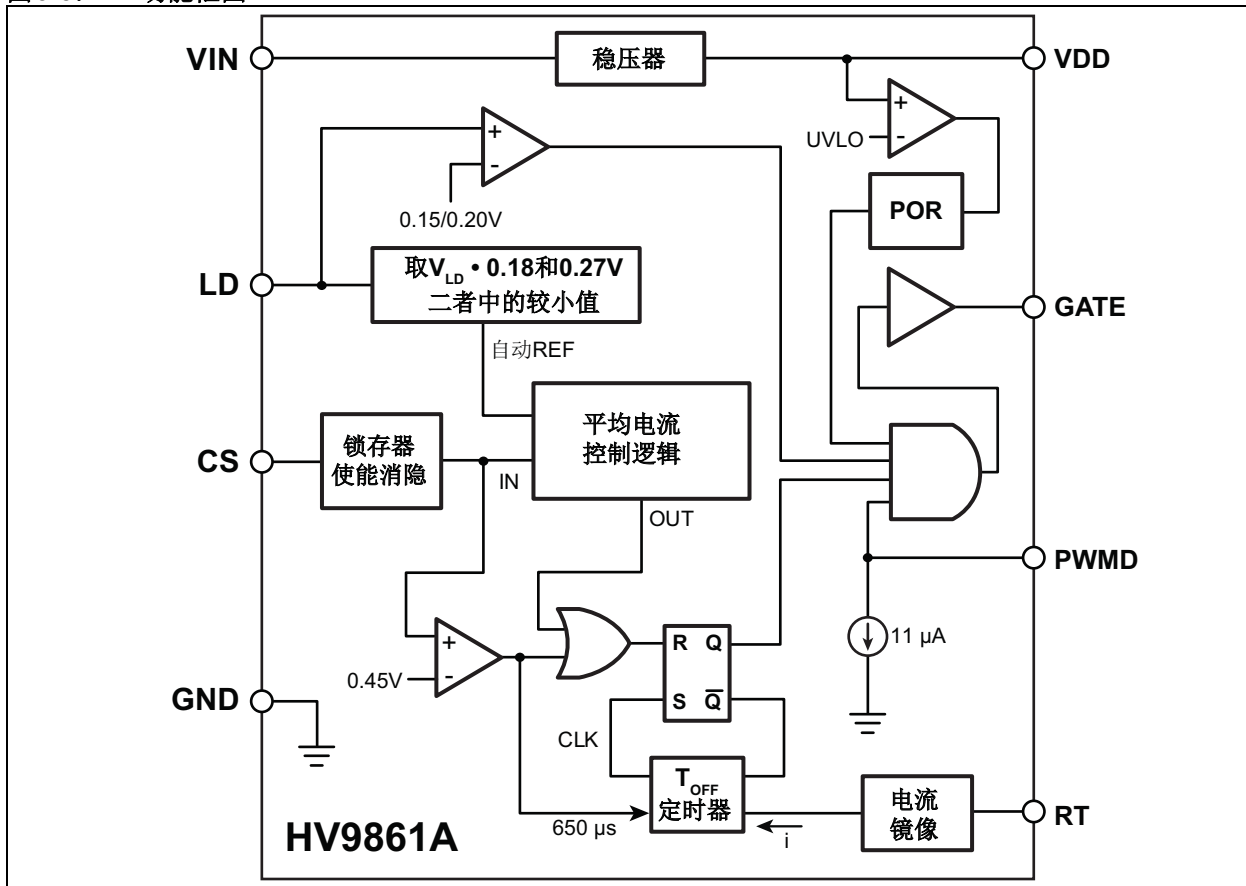 VIN
稳压器
VDD
+
-
UVLO
+
-
0.15/0.20V
POR
LD
取V_LD • 0.18和0.27V
二者中的较小值
GATE
自动REF
平均电流
控制逻辑
CS
锁存器
使能消隐
IN
OUT
PWMD
11 µA
+
-
0.45V
R Q
S Q̅
GND
CLK
T_OFF
定时器
650 µs
i
电流
镜像
RT
HV9861A